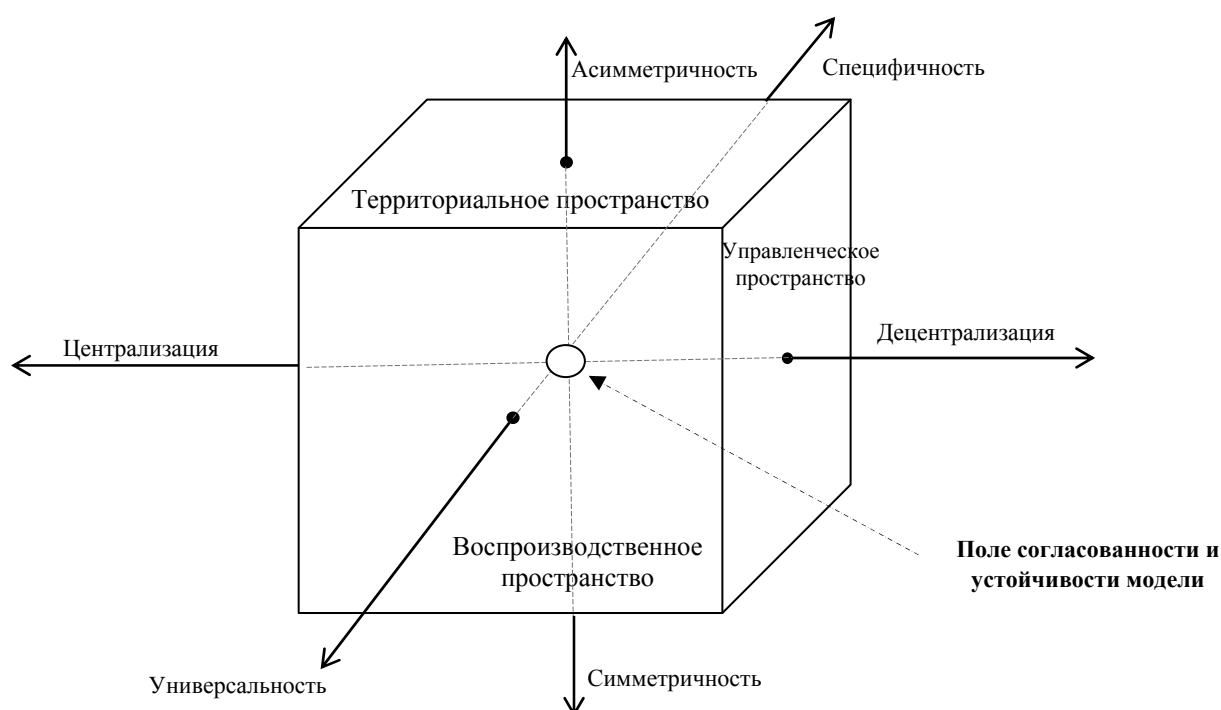 Асимметричность
Специфичность
Территориальное пространство
Управленческое
пространство
Централизация
Децентрализация
Воспроизводственное
пространство
Поле согласованности и
устойчивости модели
Универсальность
Симметричность